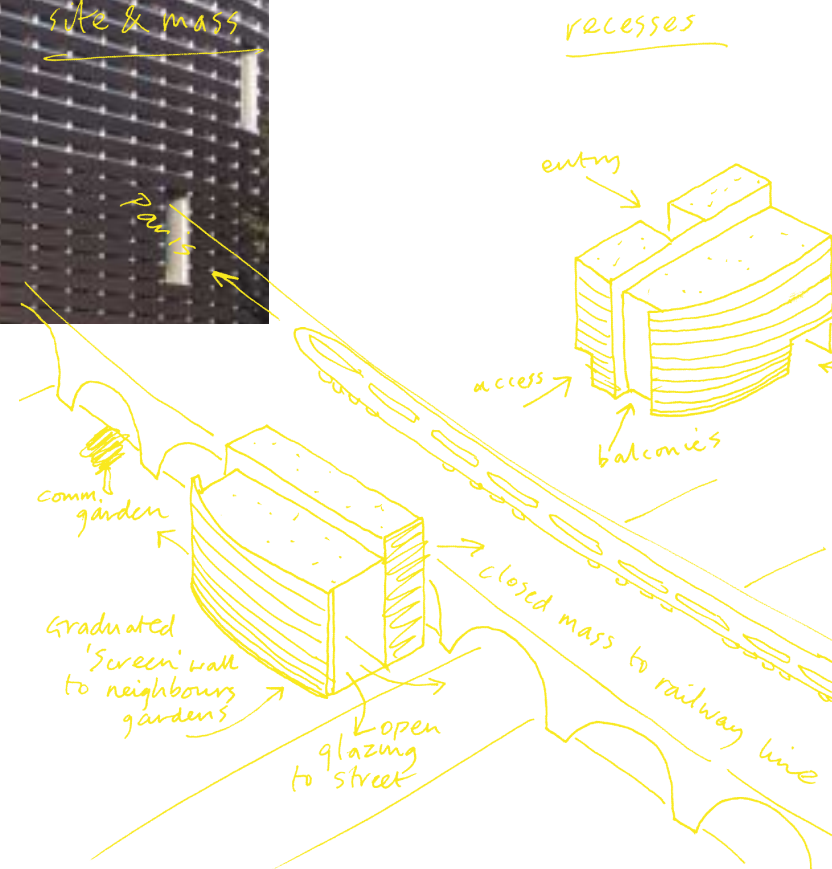 site & mass
recesses
Paris
entry
access
balconies
comm.
garden
closed mass to railway line
Graduated
'screen' wall
to neighbours
gardens
open
glazing
to street